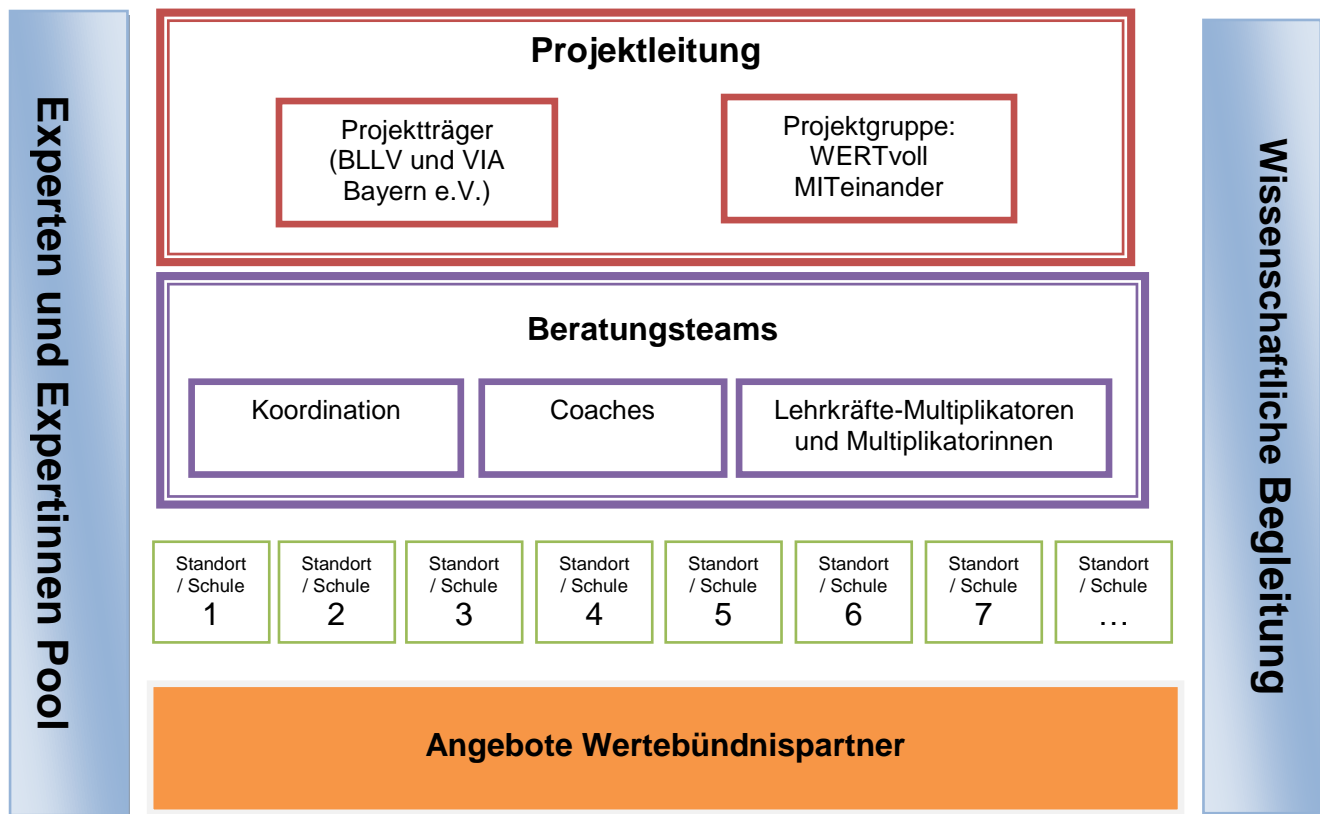 Experten und Expertinnen Pool
Projektleitung
Projektträger
(BLLV und VIA
Bayern e.V.)
Projektgruppe:
WERTvoll
MITeinander
Beratungsteams
Koordination
Coaches
Lehrkräfte-Multiplikatoren
und Multiplikatorinnen
Standort
/ Schule
1
Standort
/ Schule
2
Standort
/ Schule
3
Standort
/ Schule
4
Standort
/ Schule
5
Standort
/ Schule
6
Standort
/ Schule
7
Standort
/ Schule
…
Angebote Wertebündnispartner
Wissenschaftliche Begleitung